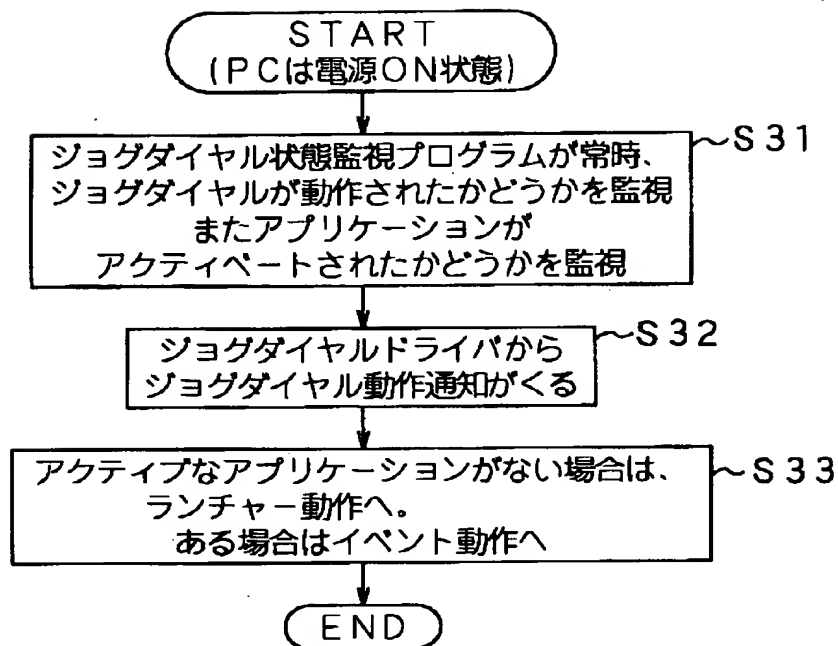 START
(PCは電源ON状態)
ジョグダイヤル状態監視プログラムが常時、
ジョグダイヤルが動作されたかどうかを監視
またアプリケーションが
アクティベートされたかどうかを監視
S31
ジョグダイヤルドライバから
ジョグダイヤル動作通知がくる
S32
アクティブなアプリケーションがない場合は、
ランチャー動作へ。
ある場合はイベント動作へ
S33
END